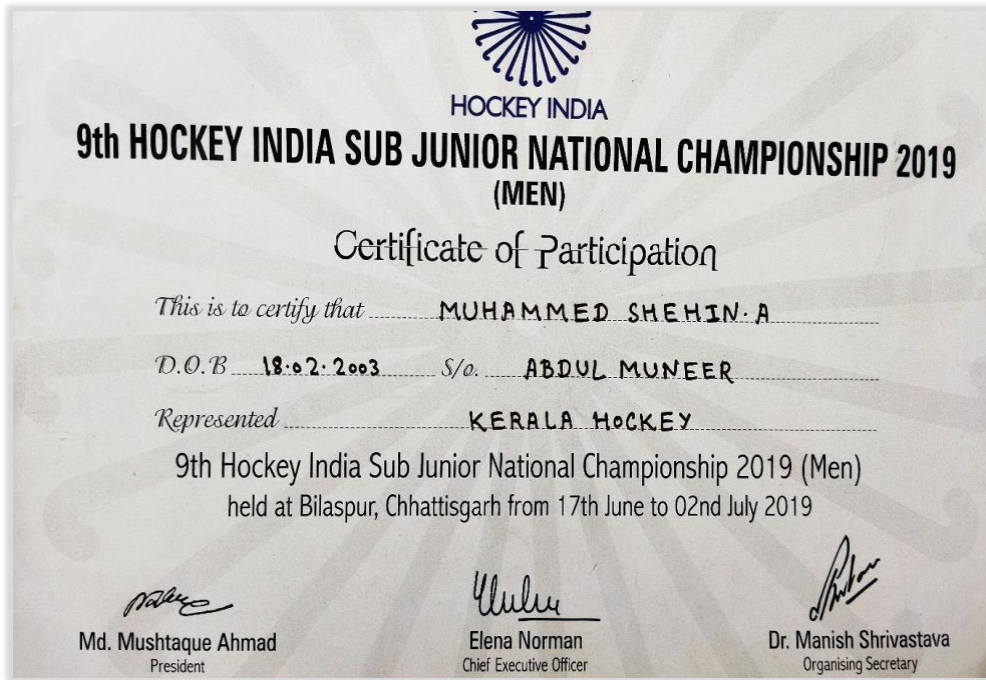 HOCKEY INDIA
9th HOCKEY INDIA SUB JUNIOR NATIONAL CHAMPIONSHIP 2019
(MEN)
Certificate of Participation
This is to certify that MUHAMMED SHEHIN.A
D.O.B 18.02.2003 S/o. ABDUL MUNEER
Represented KERALA HOCKEY
9th Hockey India Sub Junior National Championship 2019 (Men)
held at Bilaspur, Chhattisgarh from 17th June to 02nd July 2019
Md. Mushtaque Ahmad Elena Norman Dr. Manish Shrivastava
President Chief Executive Officer Organising Secretary